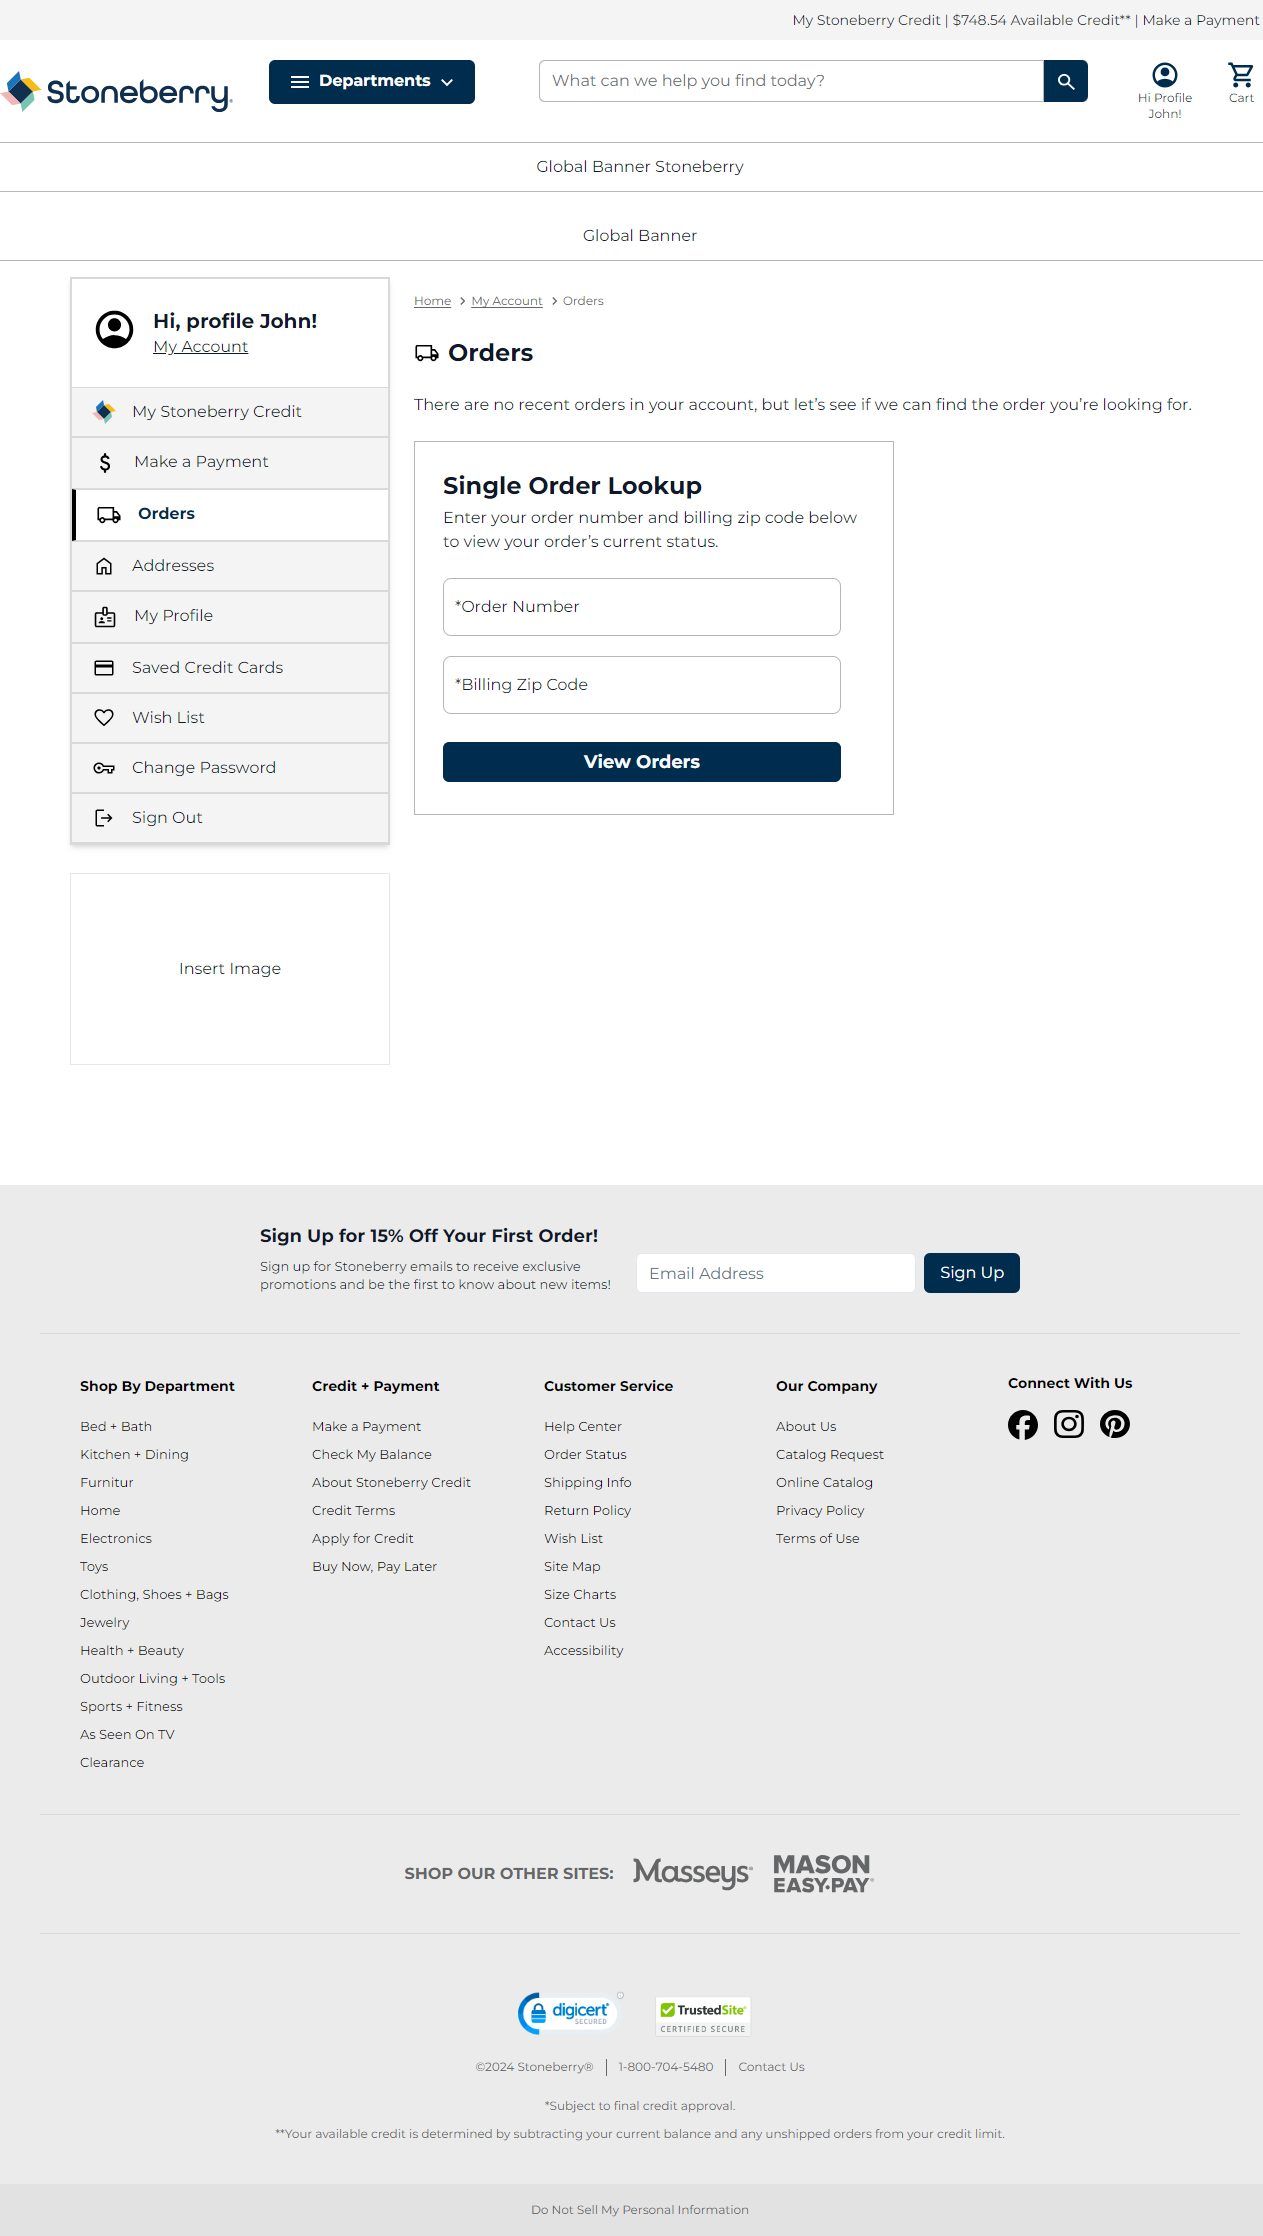 My Stoneberry Credit | $748.54 Available Credit** | Make a Payment
Stoneberry
Departments
What can we help you find today?
Hi Profile
John!
Cart
Global Banner Stoneberry
Global Banner
Hi, profile John!
My Account
My Stoneberry Credit
Make a Payment
Orders
Addresses
My Profile
Saved Credit Cards
Wish List
Change Password
Sign Out
Insert Image
Home > My Account > Orders
Orders
There are no recent orders in your account, but let’s see if we can find the order you’re looking for.
Single Order Lookup
Enter your order number and billing zip code below
to view your order’s current status.
*Order Number
*Billing Zip Code
View Orders
Sign Up for 15% Off Your First Order!
Sign up for Stoneberry emails to receive exclusive
promotions and be the first to know about new items!
Email Address
Sign Up
Shop By Department
Bed + Bath
Kitchen + Dining
Furnitur
Home
Electronics
Toys
Clothing, Shoes + Bags
Jewelry
Health + Beauty
Outdoor Living + Tools
Sports + Fitness
As Seen On TV
Clearance
Credit + Payment
Make a Payment
Check My Balance
About Stoneberry Credit
Credit Terms
Apply for Credit
Buy Now, Pay Later
Customer Service
Help Center
Order Status
Shipping Info
Return Policy
Wish List
Site Map
Size Charts
Contact Us
Accessibility
Our Company
About Us
Catalog Request
Online Catalog
Privacy Policy
Terms of Use
Connect With Us
SHOP OUR OTHER SITES:
Masseys
MASON
EASY•PAY
digicert
SECURED
TrustedSite
CERTIFIED SECURE
©2024 Stoneberry® | 1-800-704-5480 | Contact Us
*Subject to final credit approval.
**Your available credit is determined by subtracting your current balance and any unshipped orders from your credit limit.
Do Not Sell My Personal Information